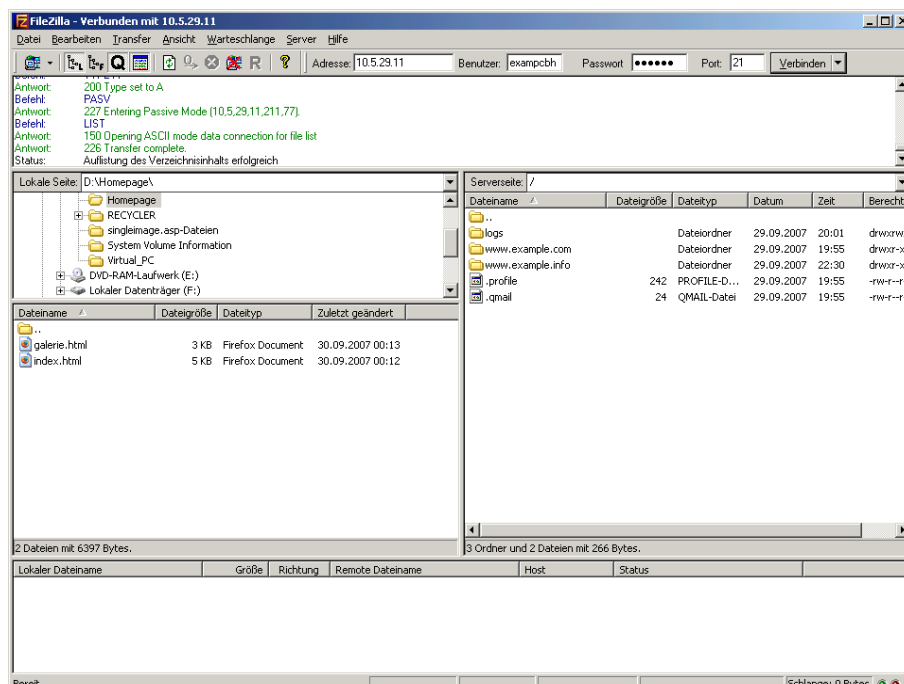 FileZilla - Verbunden mit 10.5.29.11
Datei Bearbeiten Transfer Ansicht Warteschlange Server Hilfe
Adresse: 10.5.29.11 Benutzer: exampcbh Passwort ●●●●●● Port: 21 Verbinden
Befehl: TYPE A
Antwort: 200 Type set to A
Befehl: PASV
Antwort: 227 Entering Passive Mode (10,5,29,11,211,77).
Befehl: LIST
Antwort: 150 Opening ASCII mode data connection for file list
Antwort: 226 Transfer complete.
Status: Auflistung des Verzeichnisinhalts erfolgreich
Lokale Seite: D:\Homepage\
Homepage
RECYCLER
singleimage.asp-Dateien
System Volume Information
Virtual_PC
DVD-RAM-Laufwerk (E:)
Lokaler Datenträger (F:)
Dateiname Dateigröße Dateityp Zuletzt geändert
..
galerie.html 3 KB Firefox Document 30.09.2007 00:13
index.html 5 KB Firefox Document 30.09.2007 00:12
2 Dateien mit 6397 Bytes.
Serverseite: /
Dateiname Dateigröße Dateityp Datum Zeit Berecht
..
logs Dateiordner 29.09.2007 20:01 drwxrw
www.example.com Dateiordner 29.09.2007 19:55 drwxr-x
www.example.info Dateiordner 29.09.2007 22:30 drwxr-x
.profile 242 PROFILE-D... 29.09.2007 19:55 -rw-r--r-
.qmail 24 QMAIL-Datei 29.09.2007 19:55 -rw-r--r-
3 Ordner und 2 Dateien mit 266 Bytes.
Lokaler Dateiname Größe Richtung Remote Dateiname Host Status
Bereit Schlange: 0 Bytes